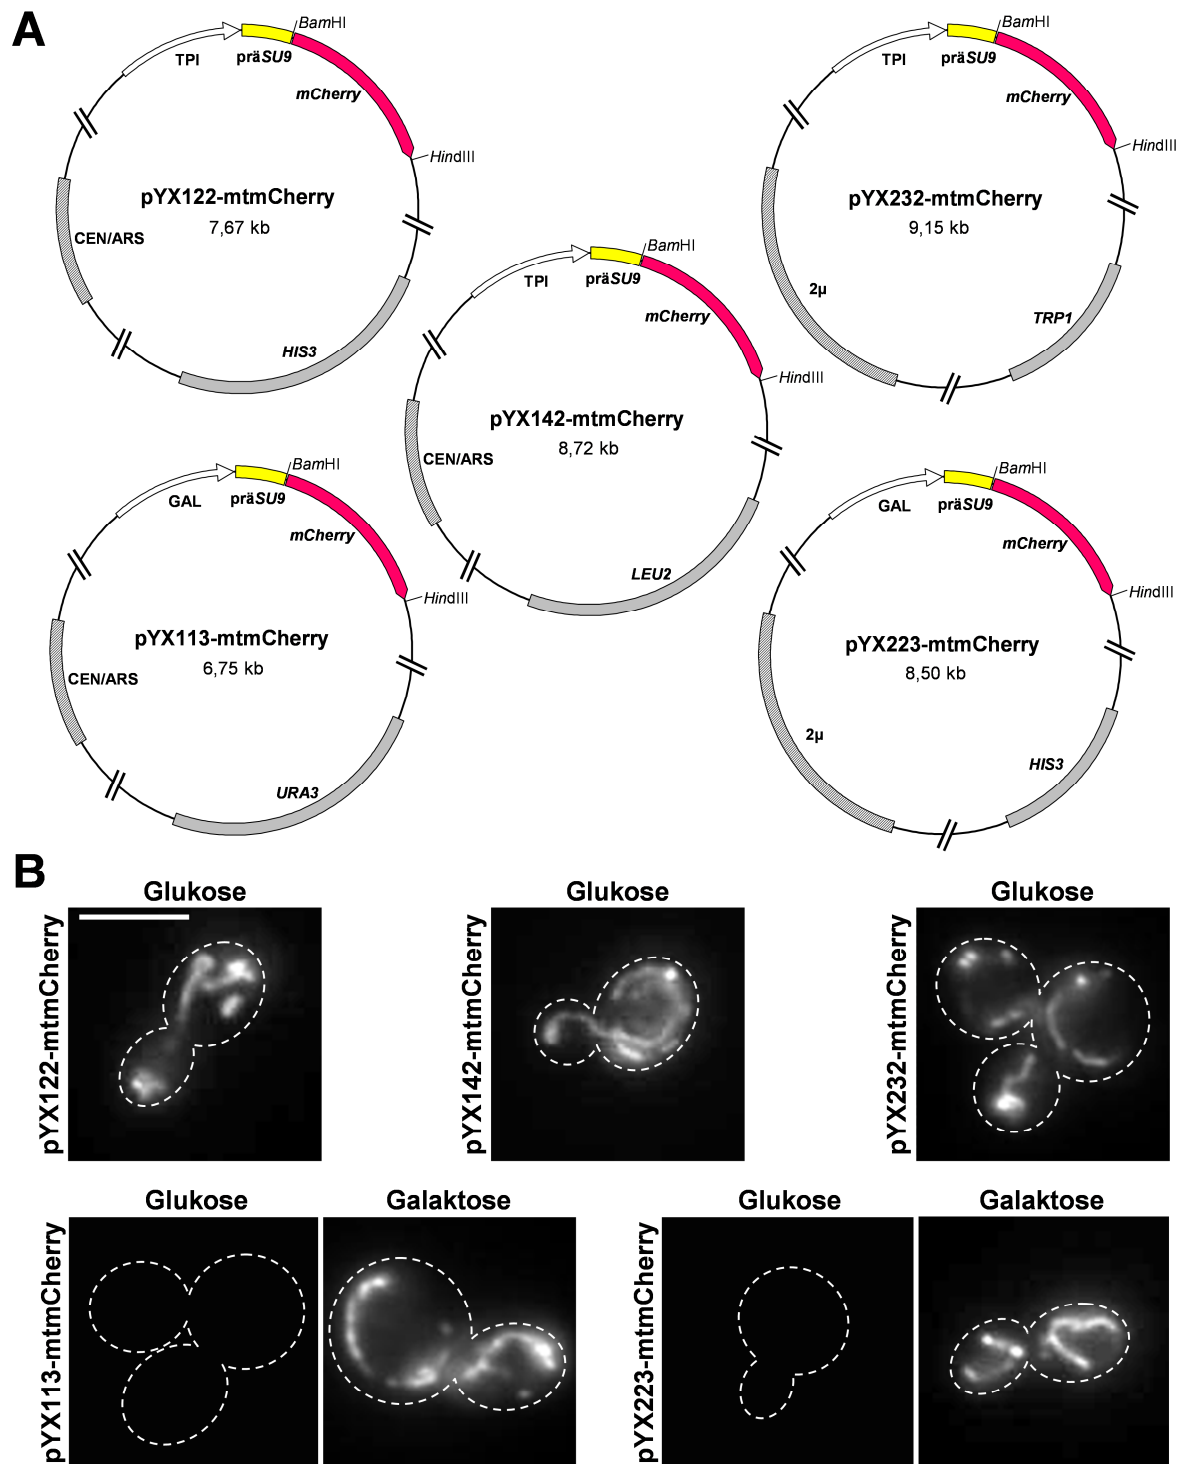 A
TPI
präSU9
BamHI
mCherry
HindIII
pYX122-mtmCherry
7,67 kb
CEN/ARS
HIS3
TPI
präSU9
BamHI
mCherry
HindIII
pYX232-mtmCherry
9,15 kb
2µ
TRP1
TPI
präSU9
BamHI
mCherry
HindIII
pYX142-mtmCherry
8,72 kb
CEN/ARS
LEU2
GAL
präSU9
BamHI
mCherry
HindIII
pYX113-mtmCherry
6,75 kb
CEN/ARS
URA3
GAL
präSU9
BamHI
mCherry
HindIII
pYX223-mtmCherry
8,50 kb
2µ
HIS3
B
Glukose
pYX122-mtmCherry
Glukose
pYX142-mtmCherry
Glukose
pYX232-mtmCherry
Glukose
Galaktose
pYX113-mtmCherry
Glukose
Galaktose
pYX223-mtmCherry